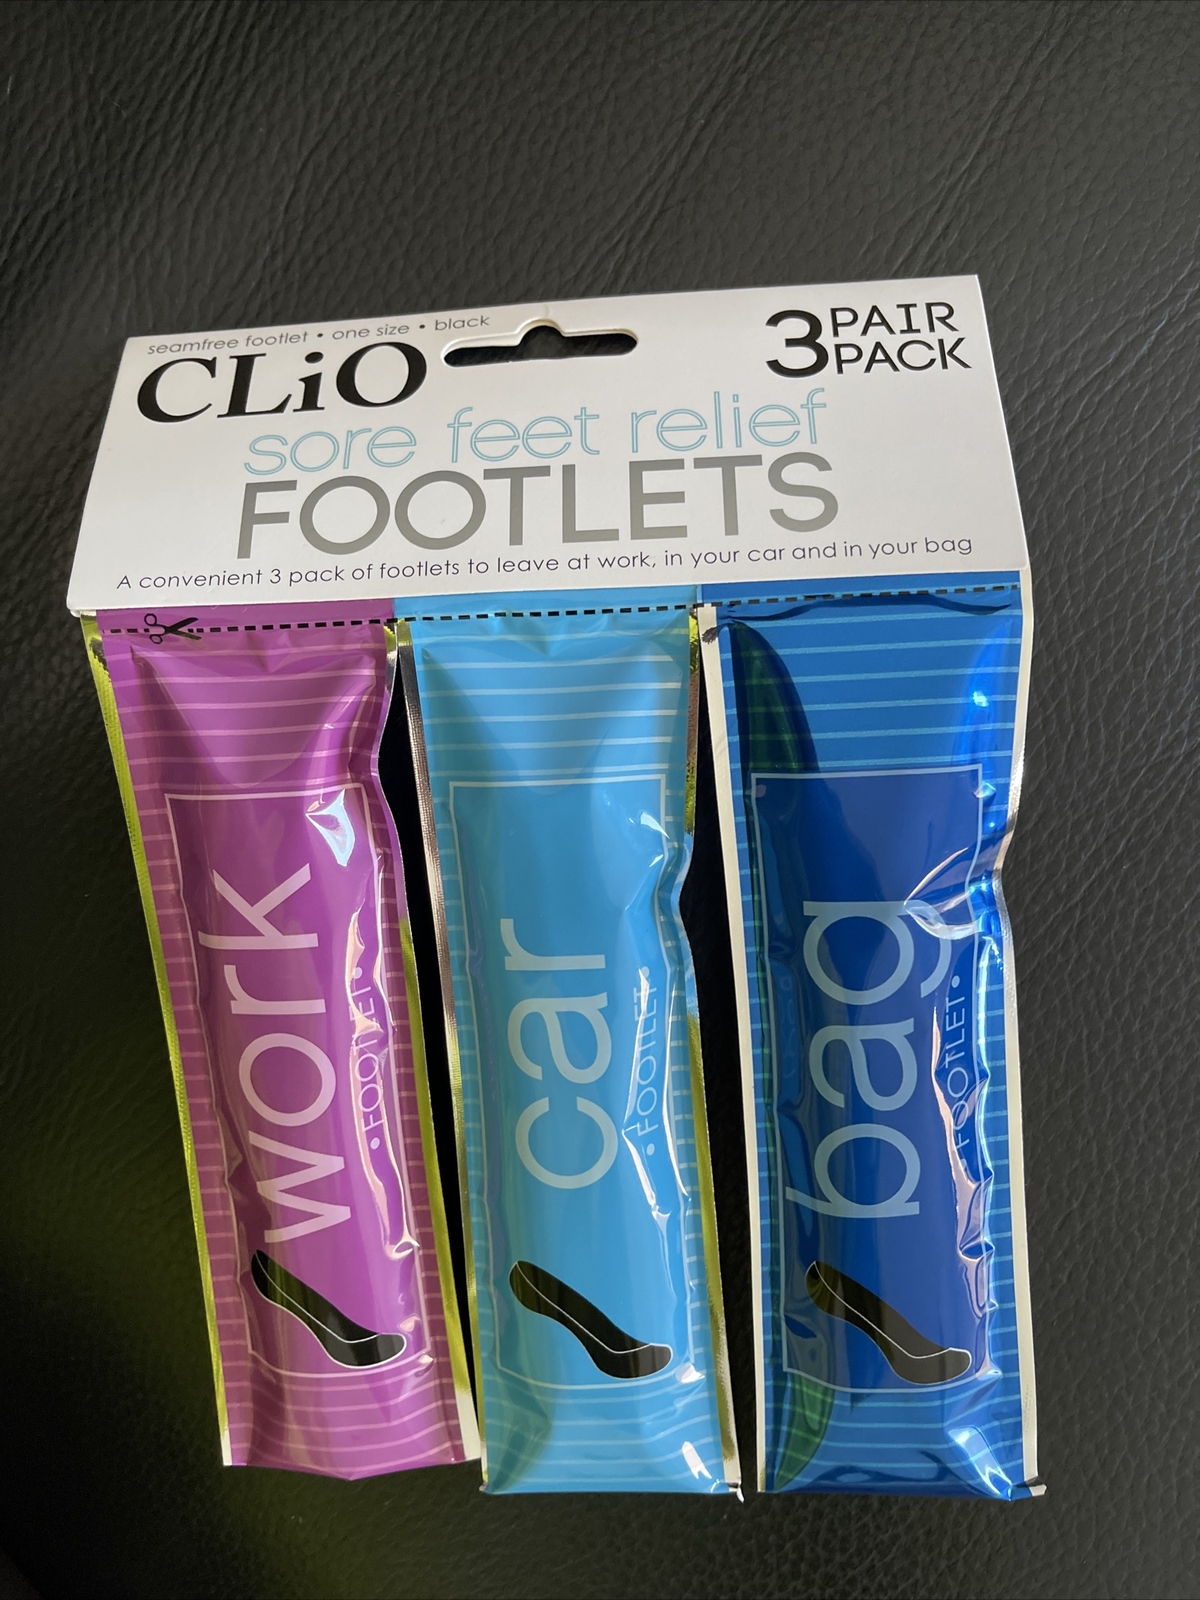 seamfree footlet • one size • black
CLiO
3 PAIR
PACK
sore feet relief
FOOTLETS
A convenient 3 pack of footlets to leave at work, in your car and in your bag
work
• FOOTLET •
car
• FOOTLET •
bag
• FOOTLET •